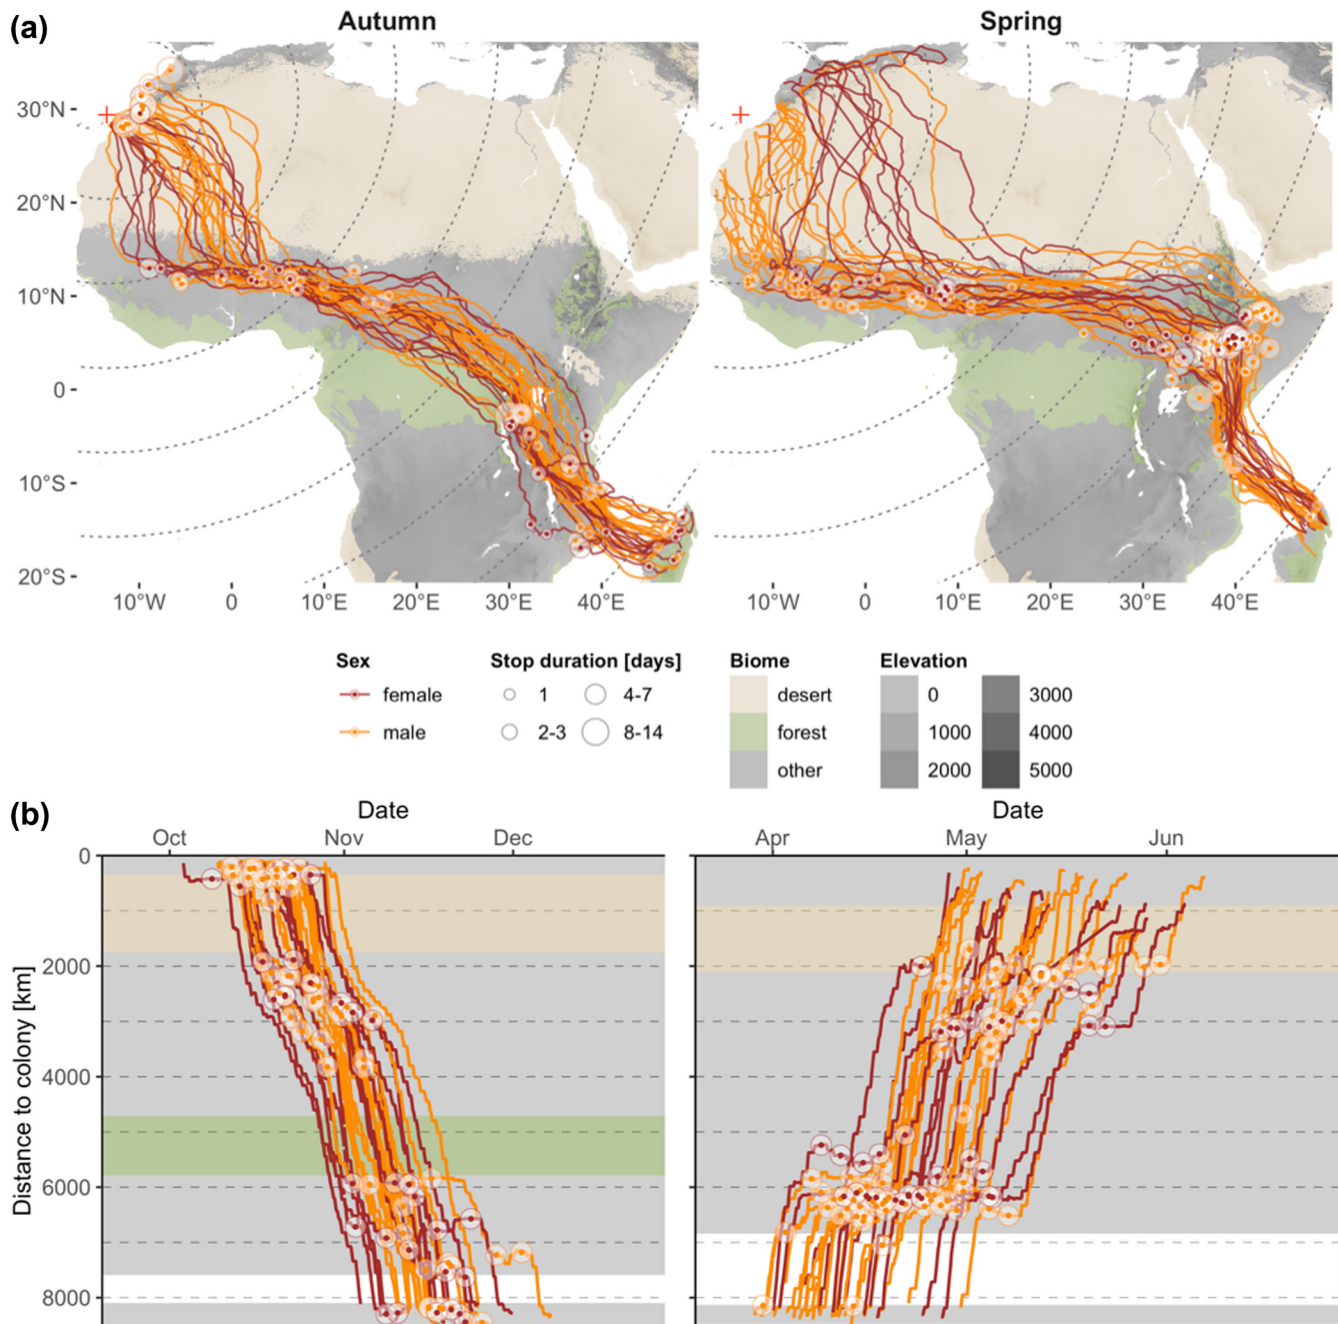 (a)
Autumn
Spring
30°N
20°N
10°N
0
10°S
20°S
10°W 0 10°E 20°E 30°E 40°E
10°W 0 10°E 20°E 30°E 40°E
Sex
female
male
Stop duration [days]
1 4-7
2-3 8-14
Biome
desert
forest
other
Elevation
0 3000
1000 4000
2000 5000
(b)
Date
Date
Oct Nov Dec
Apr May Jun
Distance to colony [km]
0
2000
4000
6000
8000